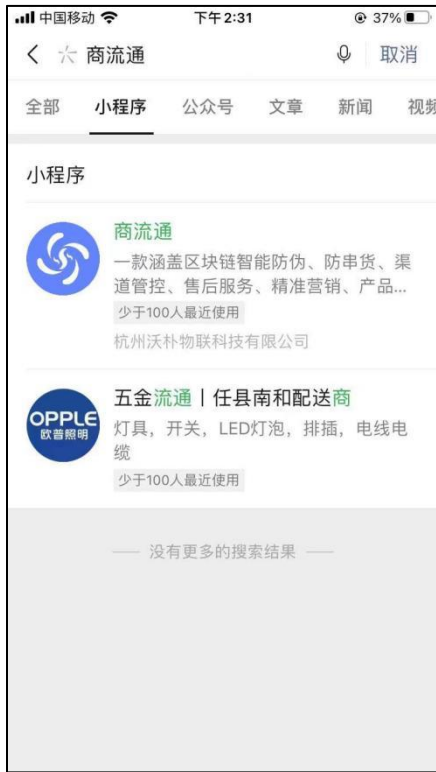 中国移动 下午2:31 37%
商流通 取消
全部 小程序 公众号 文章 新闻 视频
小程序
商流通
一款涵盖区块链智能防伪、防串货、渠
道管控、售后服务、精准营销、产品...
少于100人最近使用
杭州沃朴物联科技有限公司
五金流通丨任县南和配送商
OPPLE
欧普照明
灯具，开关，LED灯泡，排插，电线电
缆
少于100人最近使用
没有更多的搜索结果